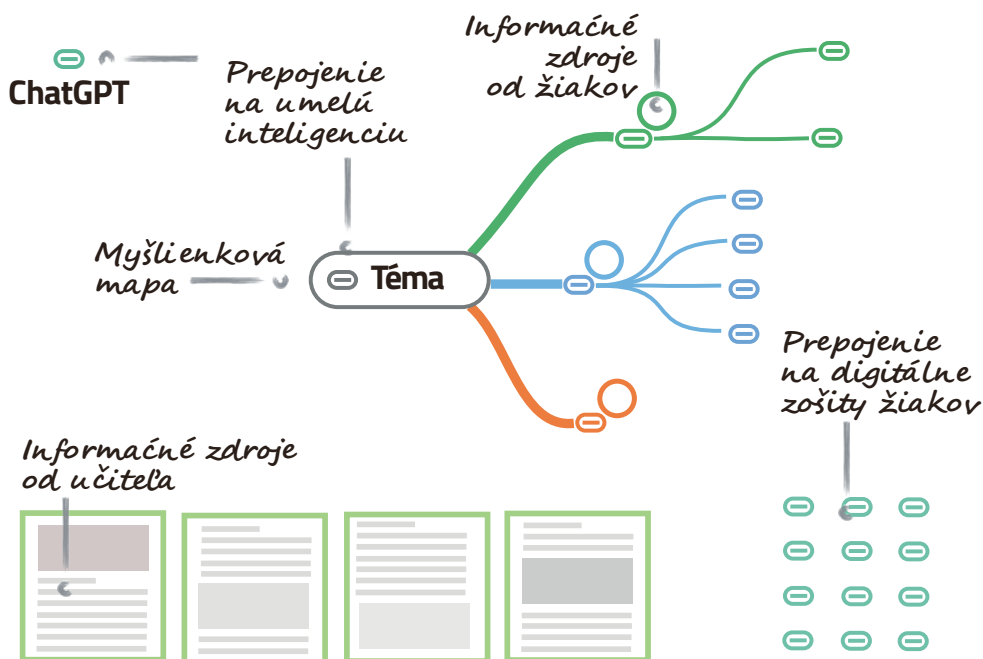 ChatGPT
Prepojenie
na umelú
inteligenciu
Informačné
zdroje
od žiakov
Myšlienková
mapa
Téma
Prepojenie
na digitálne
zošity žiakov
Informačné zdroje
od učiteľa